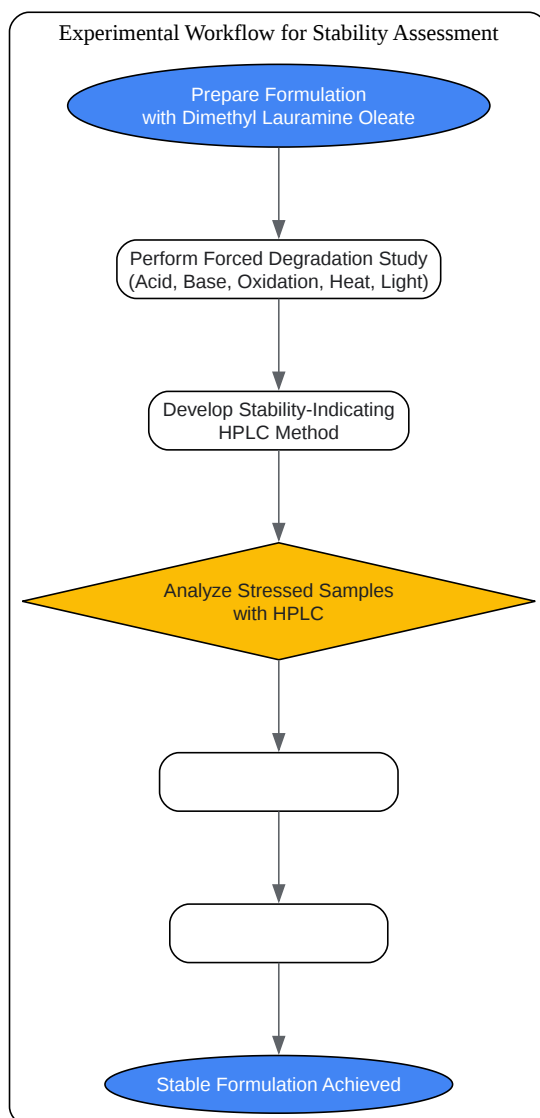 Experimental Workflow for Stability Assessment
Prepare Formulation
with Dimethyl Lauramine Oleate
Perform Forced Degradation Study
(Acid, Base, Oxidation, Heat, Light)
Develop Stability-Indicating
HPLC Method
Analyze Stressed Samples
with HPLC
Stable Formulation Achieved